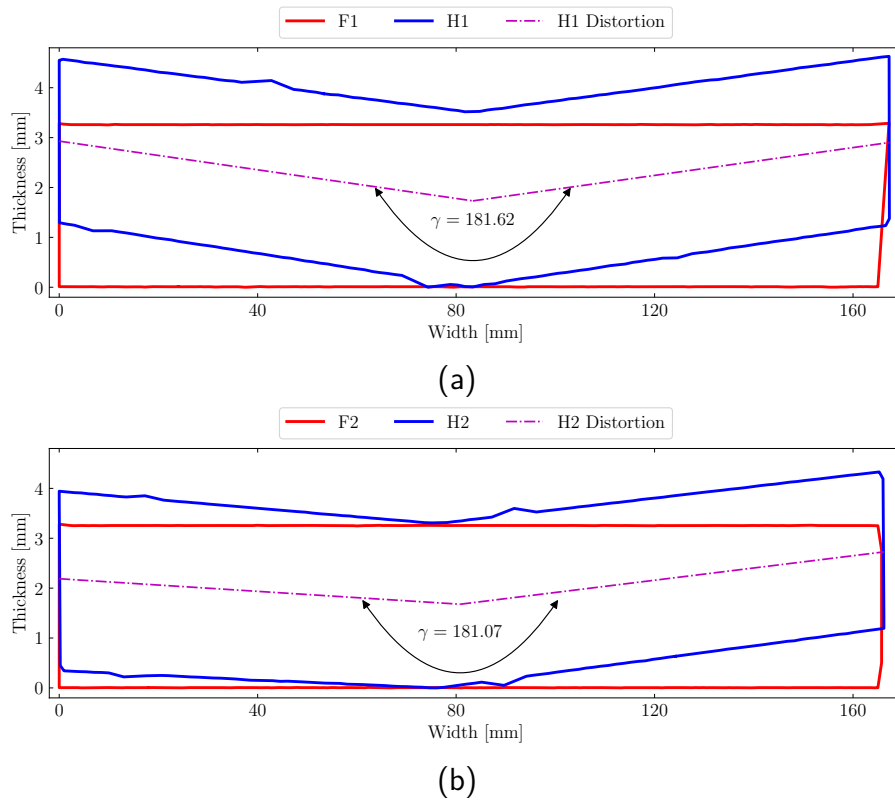 F1 H1 H1 Distortion
4
3
2
1
0
Thickness [mm]
γ = 181.62
0 40 80 120 160
Width [mm]
(a)
F2 H2 H2 Distortion
4
3
2
1
0
Thickness [mm]
γ = 181.07
0 40 80 120 160
Width [mm]
(b)